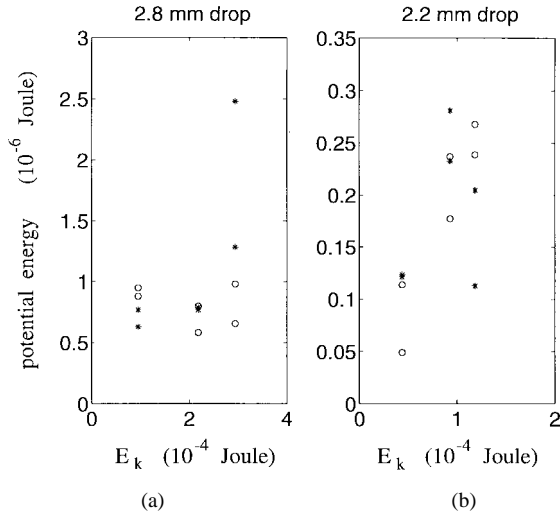 2.8 mm drop
2.2 mm drop
potential energy (10⁻⁶ Joule)
3
2.5
2
1.5
1
0.5
0
0 2 4
E_k (10⁻⁴ Joule)
(a)
0.35
0.3
0.25
0.2
0.15
0.1
0.05
0
0 1 2
E_k (10⁻⁴ Joule)
(b)